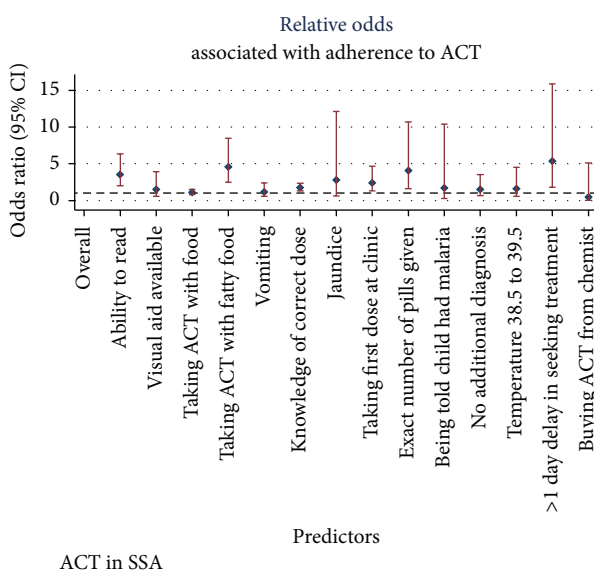 Relative odds
associated with adherence to ACT
Odds ratio (95% CI)
15
10
5
0
Overall
Ability to read
Visual aid available
Taking ACT with food
Taking ACT with fatty food
Vomiting
Knowledge of correct dose
Jaundice
Taking first dose at clinic
Exact number of pills given
Being told child had malaria
No additional diagnosis
Temperature 38.5 to 39.5
>1 day delay in seeking treatment
Buying ACT from chemist
Predictors
ACT in SSA